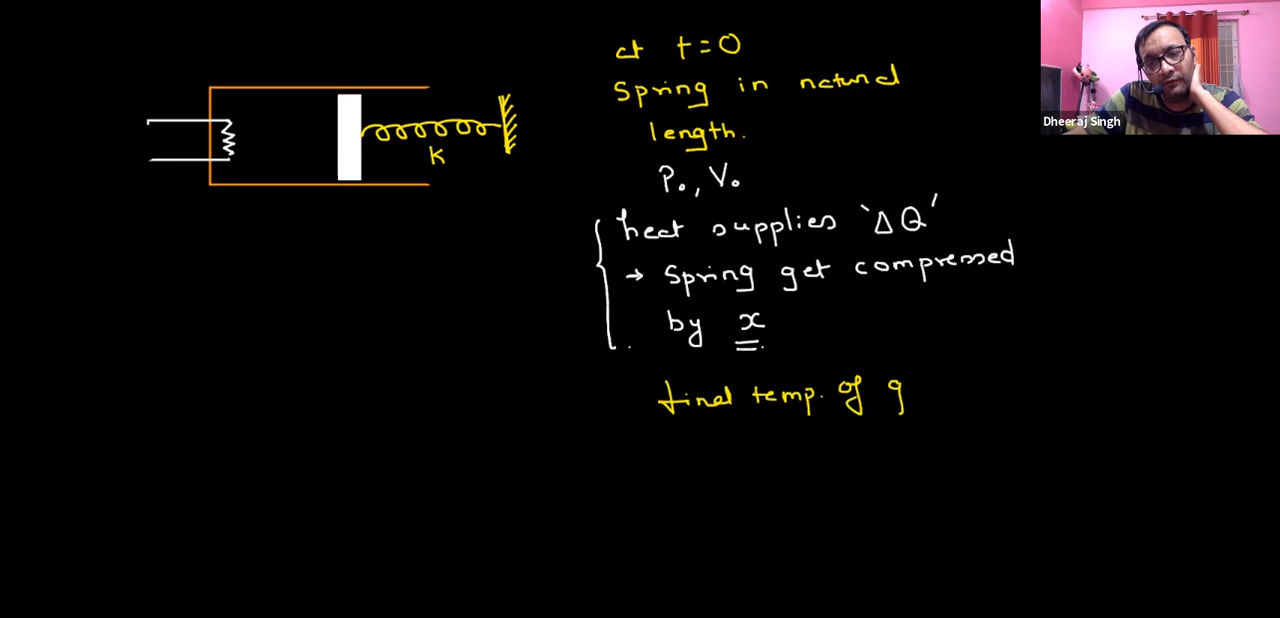 at t=0
Spring in natural
length.
K
P₀, V₀
heat supplies 'ΔQ'
→ Spring get compressed
by x
final temp. of g
Dheeraj Singh